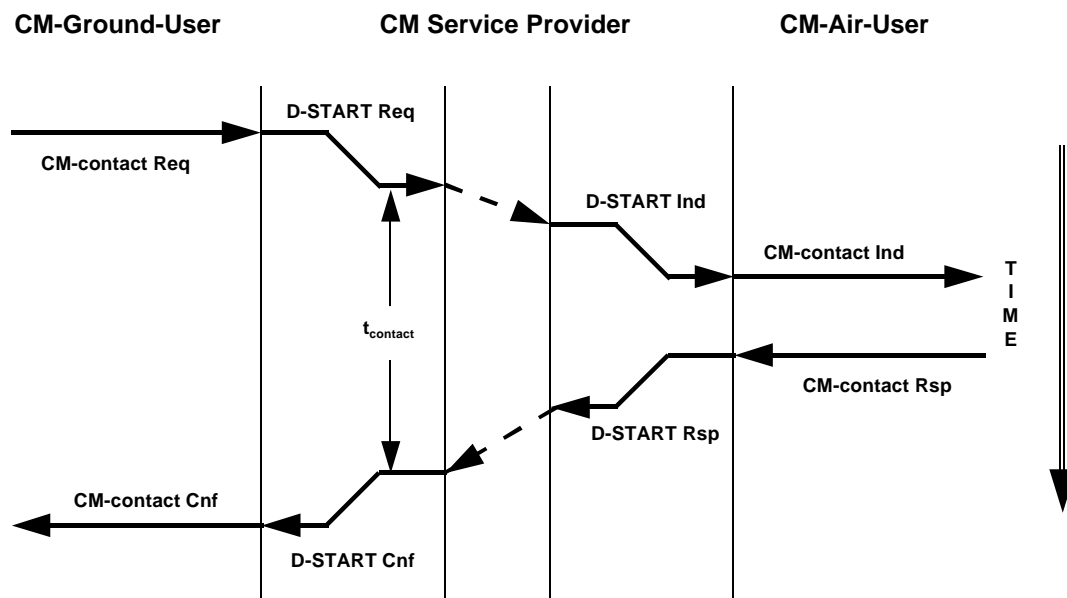 CM-Ground-User
CM Service Provider
CM-Air-User
D-START Req
CM-contact Req
D-START Ind
CM-contact Ind
T
I
M
E
tcontact
CM-contact Rsp
D-START Rsp
CM-contact Cnf
D-START Cnf